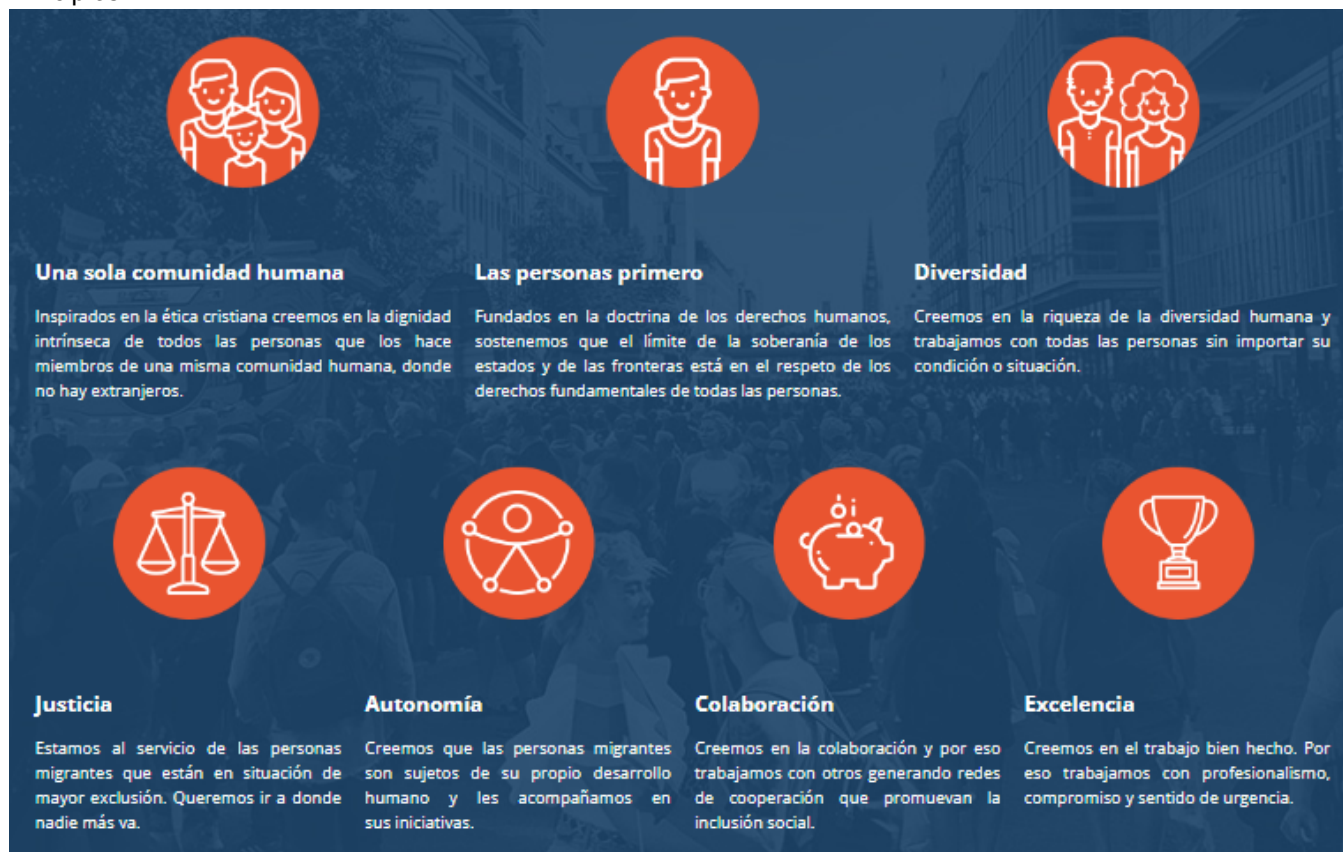 Una sola comunidad humana
Inspirados en la ética cristiana creemos en la dignidad
intrínseca de todos las personas que los hace
miembros de una misma comunidad humana, donde
no hay extranjeros.
Las personas primero
Fundados en la doctrina de los derechos humanos,
sostenemos que el límite de la soberanía de los
estados y de las fronteras está en el respeto de los
derechos fundamentales de todas las personas.
Diversidad
Creemos en la riqueza de la diversidad humana y
trabajamos con todas las personas sin importar su
condición o situación.
Justicia
Estamos al servicio de las personas
migrantes que están en situación de
mayor exclusión. Queremos ir a donde
nadie más va.
Autonomía
Creemos que las personas migrantes
son sujetos de su propio desarrollo
humano y les acompañamos en
sus iniciativas.
Colaboración
Creemos en la colaboración y por eso
trabajamos con otros generando redes
de cooperación que promuevan la
inclusión social.
Excelencia
Creemos en el trabajo bien hecho. Por
eso trabajamos con profesionalismo,
compromiso y sentido de urgencia.